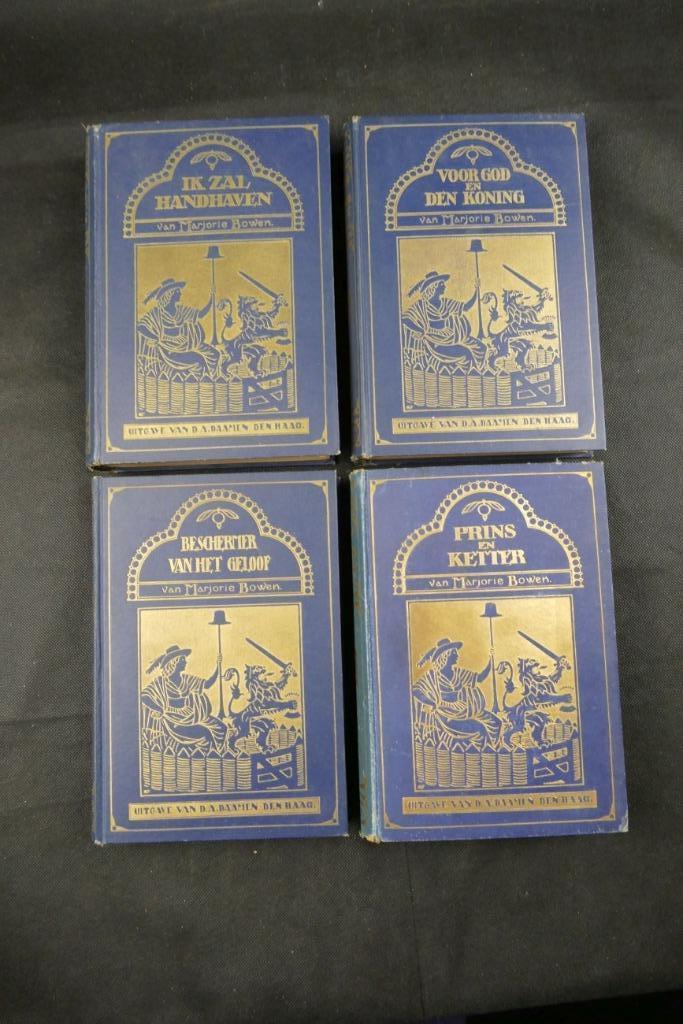 IK ZAL
HANDHAVEN
van Marjorie Bowen.
UITGAVE VAN D.A.DAAMEN DEN HAAG.
VOOR GOD
EN
DEN KONING
van Marjorie Bowen.
UITGAVE VAN D.A.DAAMEN DEN HAAG.
BESCHERMER
VAN HET GELOOF
van Marjorie Bowen.
UITGAVE VAN D.A.DAAMEN DEN HAAG.
PRINS
EN
KETTER
van Marjorie Bowen.
UITGAVE VAN D.A.DAAMEN DEN HAAG.